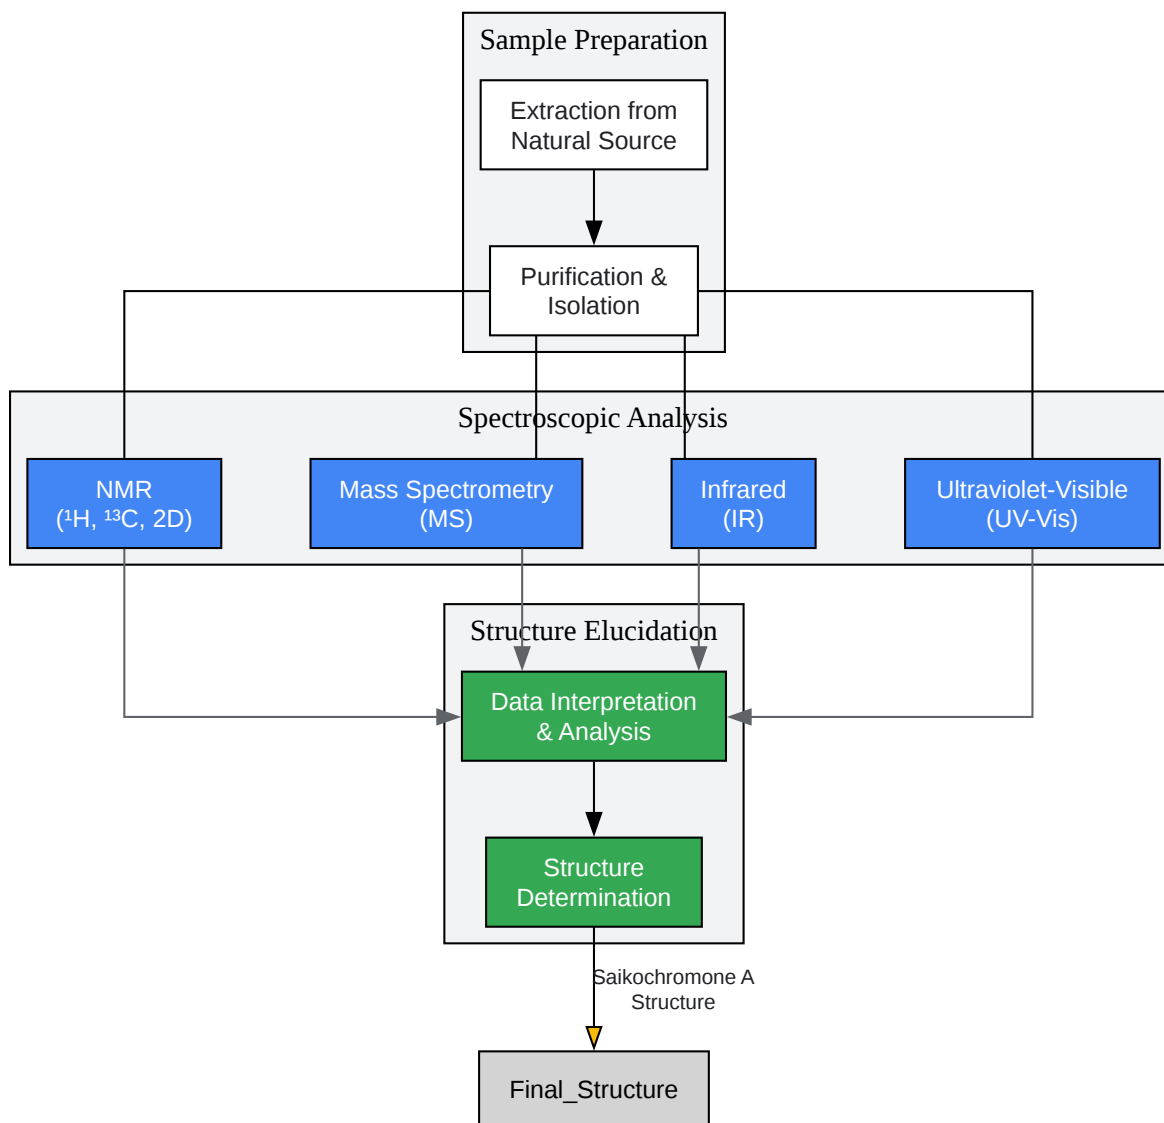 Sample Preparation
Extraction from
Natural Source
Purification &
Isolation
Spectroscopic Analysis
NMR
(¹H, ¹³C, 2D)
Mass Spectrometry
(MS)
Infrared
(IR)
Ultraviolet-Visible
(UV-Vis)
Structure Elucidation
Data Interpretation
& Analysis
Structure
Determination
Saikochromone A
Structure
Final_Structure